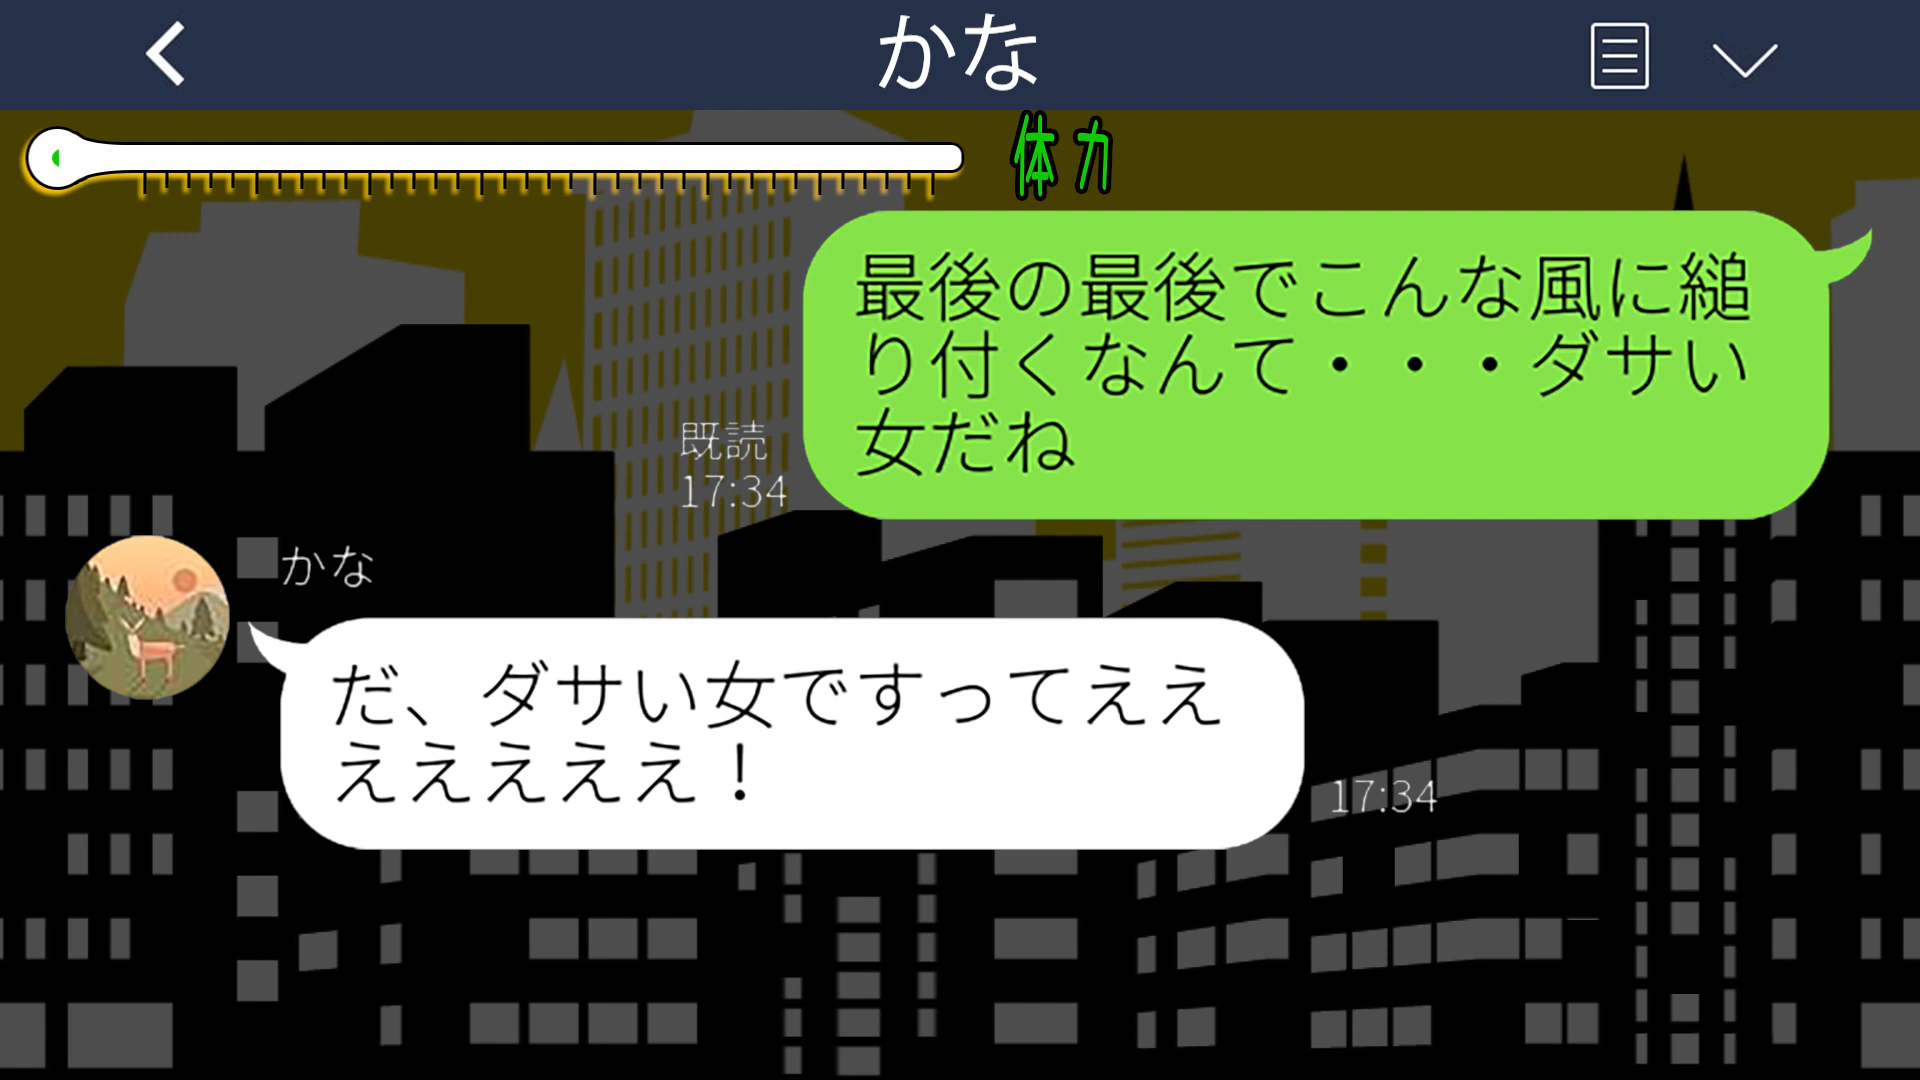 かな
体力
最後の最後でこんな風に縋
り付くなんて・・・ダサい
女だね
既読
17:34
かな
だ、ダサい女ですってええ
えええええ！
17:34